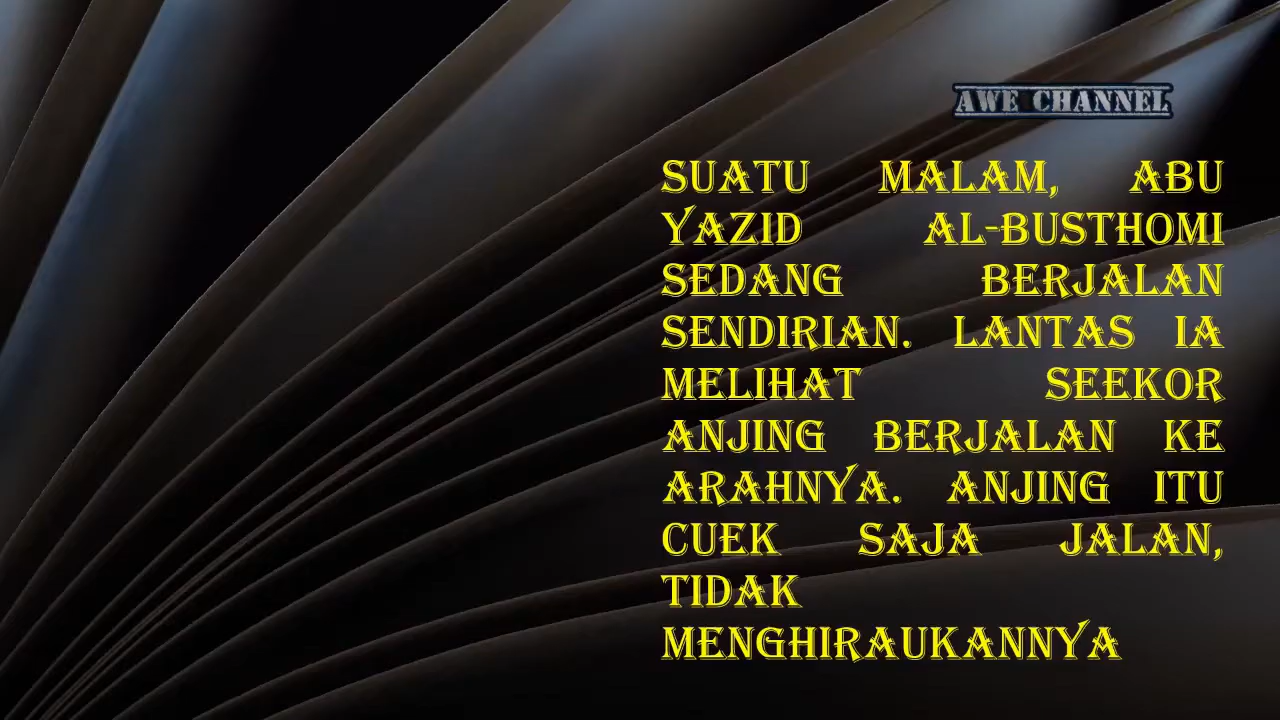 AWE CHANNEL
SUATU MALAM, ABU
YAZID AL-BUSTHOMI
SEDANG BERJALAN
SENDIRIAN. LANTAS IA
MELIHAT SEEKOR
ANJING BERJALAN KE
ARAHNYA. ANJING ITU
CUEK SAJA JALAN,
TIDAK
MENGHIRAUKANNYA